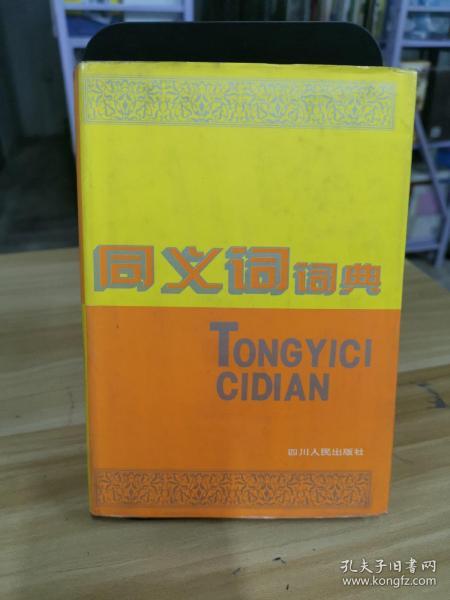 同义词词典
TONGYICI
CIDIAN
四川人民出版社
孔夫子旧书网
www.kongfz.com